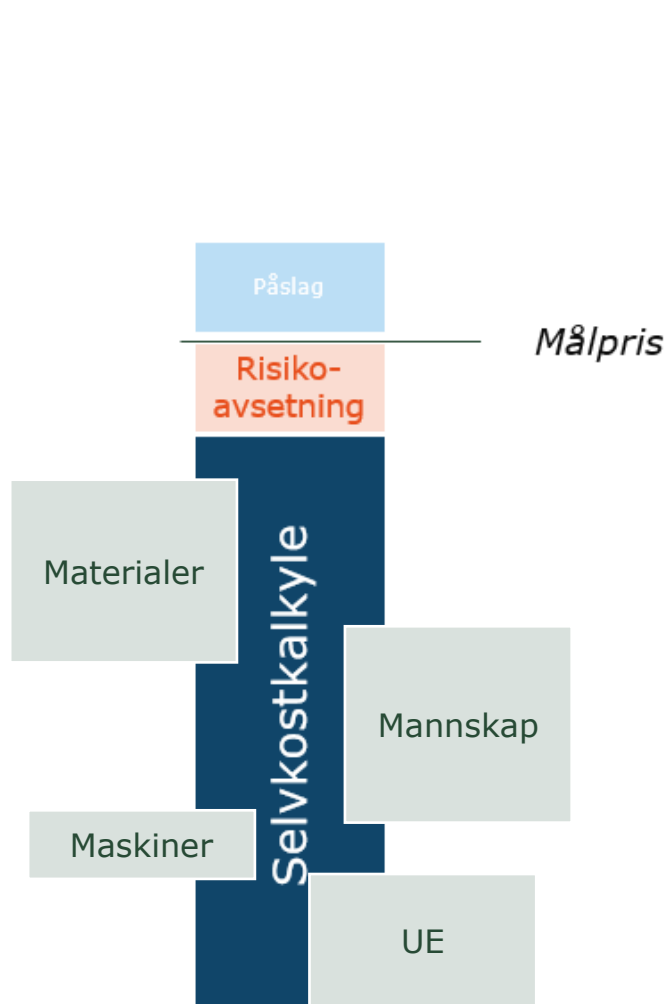 Påslag
Målpris
Risiko-
avsetning
Selvkostkalkyle
Materialer
Mannskap
Maskiner
UE